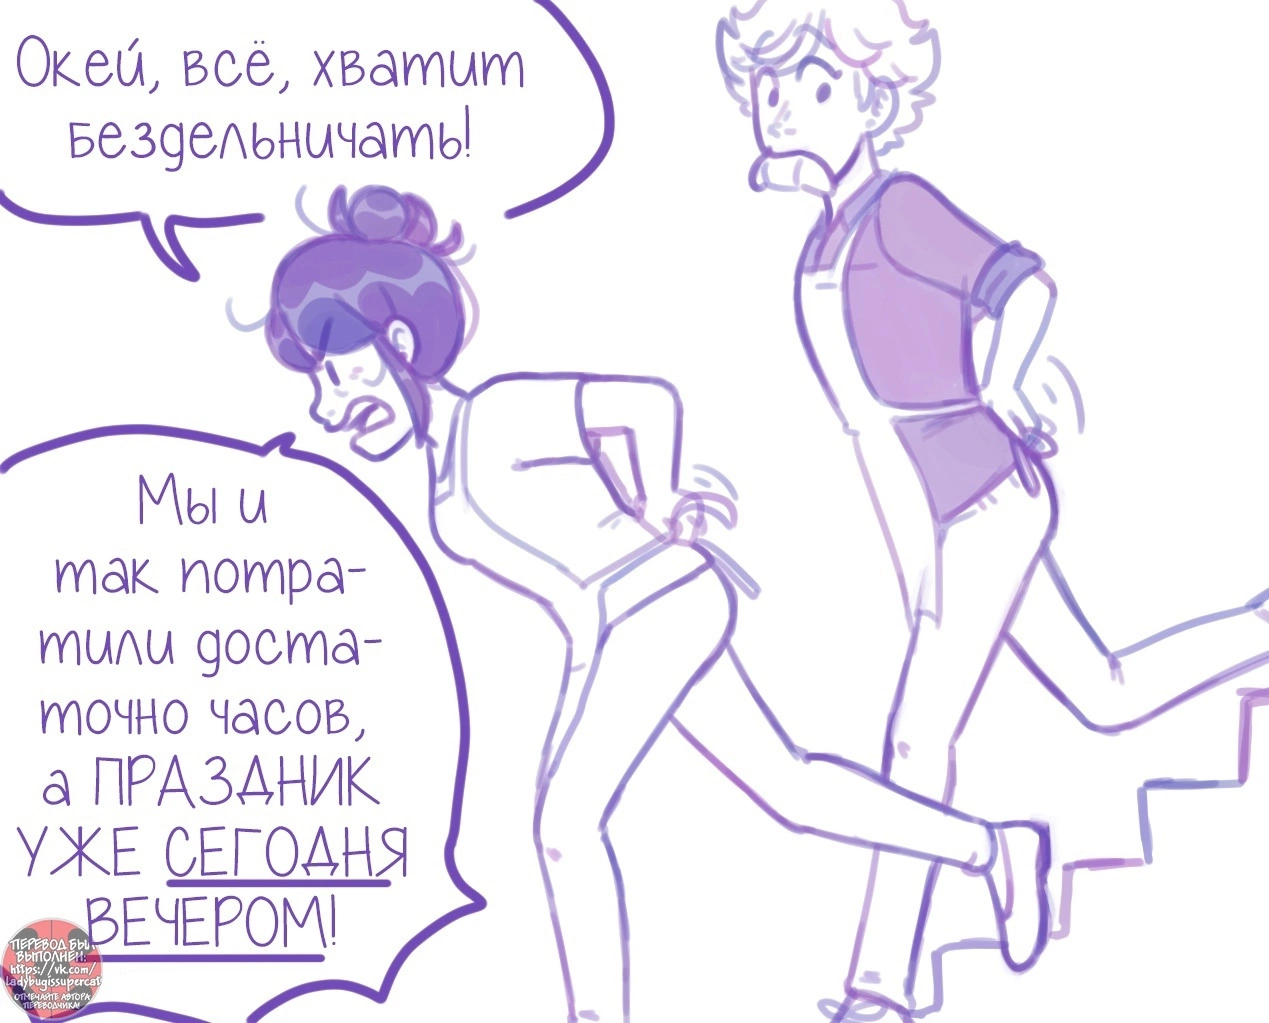 Окей, всё, хватит
бездельничать!
Мы и
так потра-
тили доста-
точно часов,
а ПРАЗДНИК
УЖЕ СЕГОДНЯ
ВЕЧЕРОМ!
ПЕРЕВОД БЫЛ
ВЫПОЛНЕН:
https://vk.com/
ladybugissupercat
ОТМЕЧАЙТЕ АВТОРА
ПЕРЕВОДЧИКА!